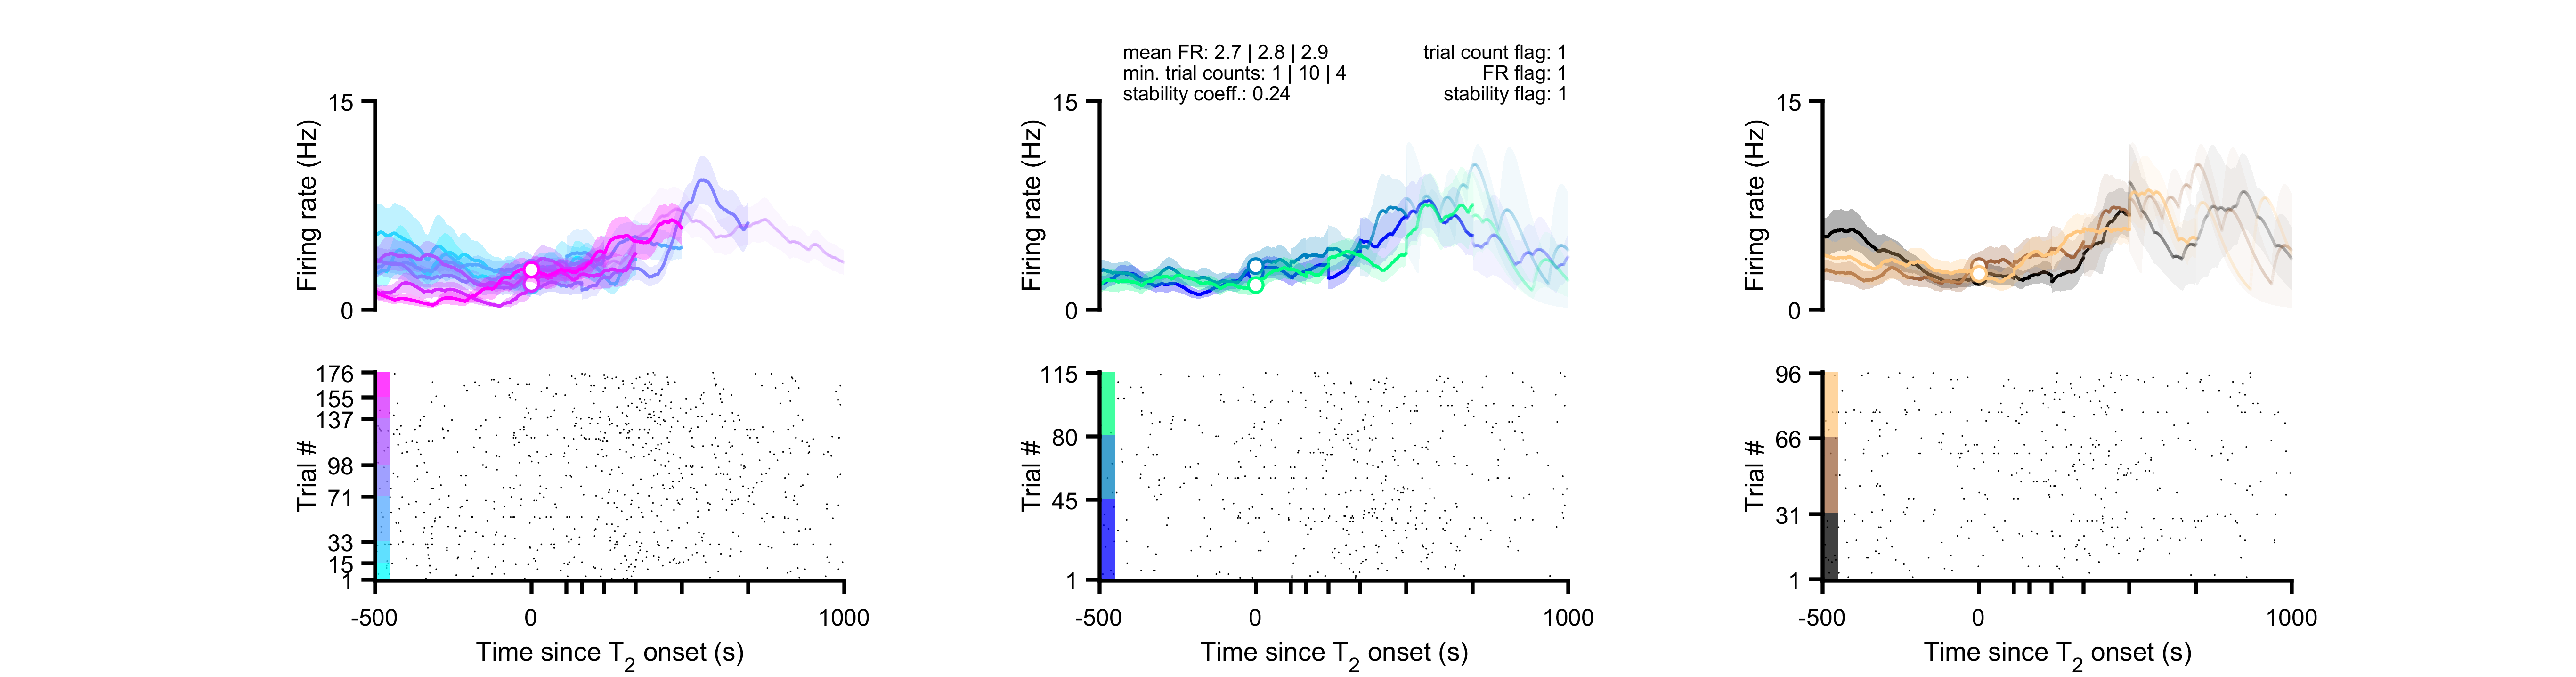 mean FR: 2.7 | 2.8 | 2.9
min. trial counts: 1 | 10 | 4
stability coeff.: 0.24
trial count flag: 1
FR flag: 1
stability flag: 1
15
Firing rate (Hz)
0
176
155
137
98
71
33
15
1
Trial #
-500
0
1000
Time since T2 onset (s)
15
Firing rate (Hz)
0
115
80
45
1
Trial #
-500
0
1000
Time since T2 onset (s)
15
Firing rate (Hz)
0
96
66
31
1
Trial #
-500
0
1000
Time since T2 onset (s)